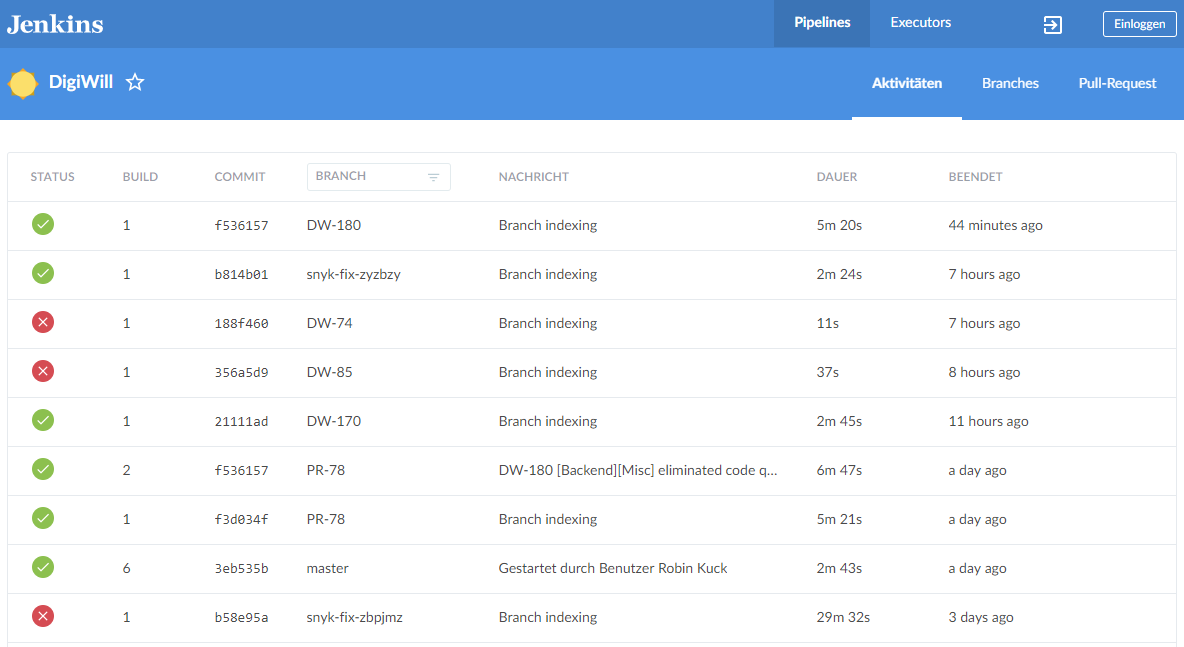 Jenkins Pipelines Executors Einloggen
DigiWill Aktivitäten Branches Pull-Request
STATUS BUILD COMMIT BRANCH NACHRICHT DAUER BEENDET
1 f536157 DW-180 Branch indexing 5m 20s 44 minutes ago
1 b814b01 snyk-fix-zyzbzy Branch indexing 2m 24s 7 hours ago
1 188f460 DW-74 Branch indexing 11s 7 hours ago
1 356a5d9 DW-85 Branch indexing 37s 8 hours ago
1 21111ad DW-170 Branch indexing 2m 45s 11 hours ago
2 f536157 PR-78 DW-180 [Backend][Misc] eliminated code q... 6m 47s a day ago
1 f3d034f PR-78 Branch indexing 5m 21s a day ago
6 3eb535b master Gestartet durch Benutzer Robin Kuck 2m 43s a day ago
1 b58e95a snyk-fix-zbpjmz Branch indexing 29m 32s 3 days ago